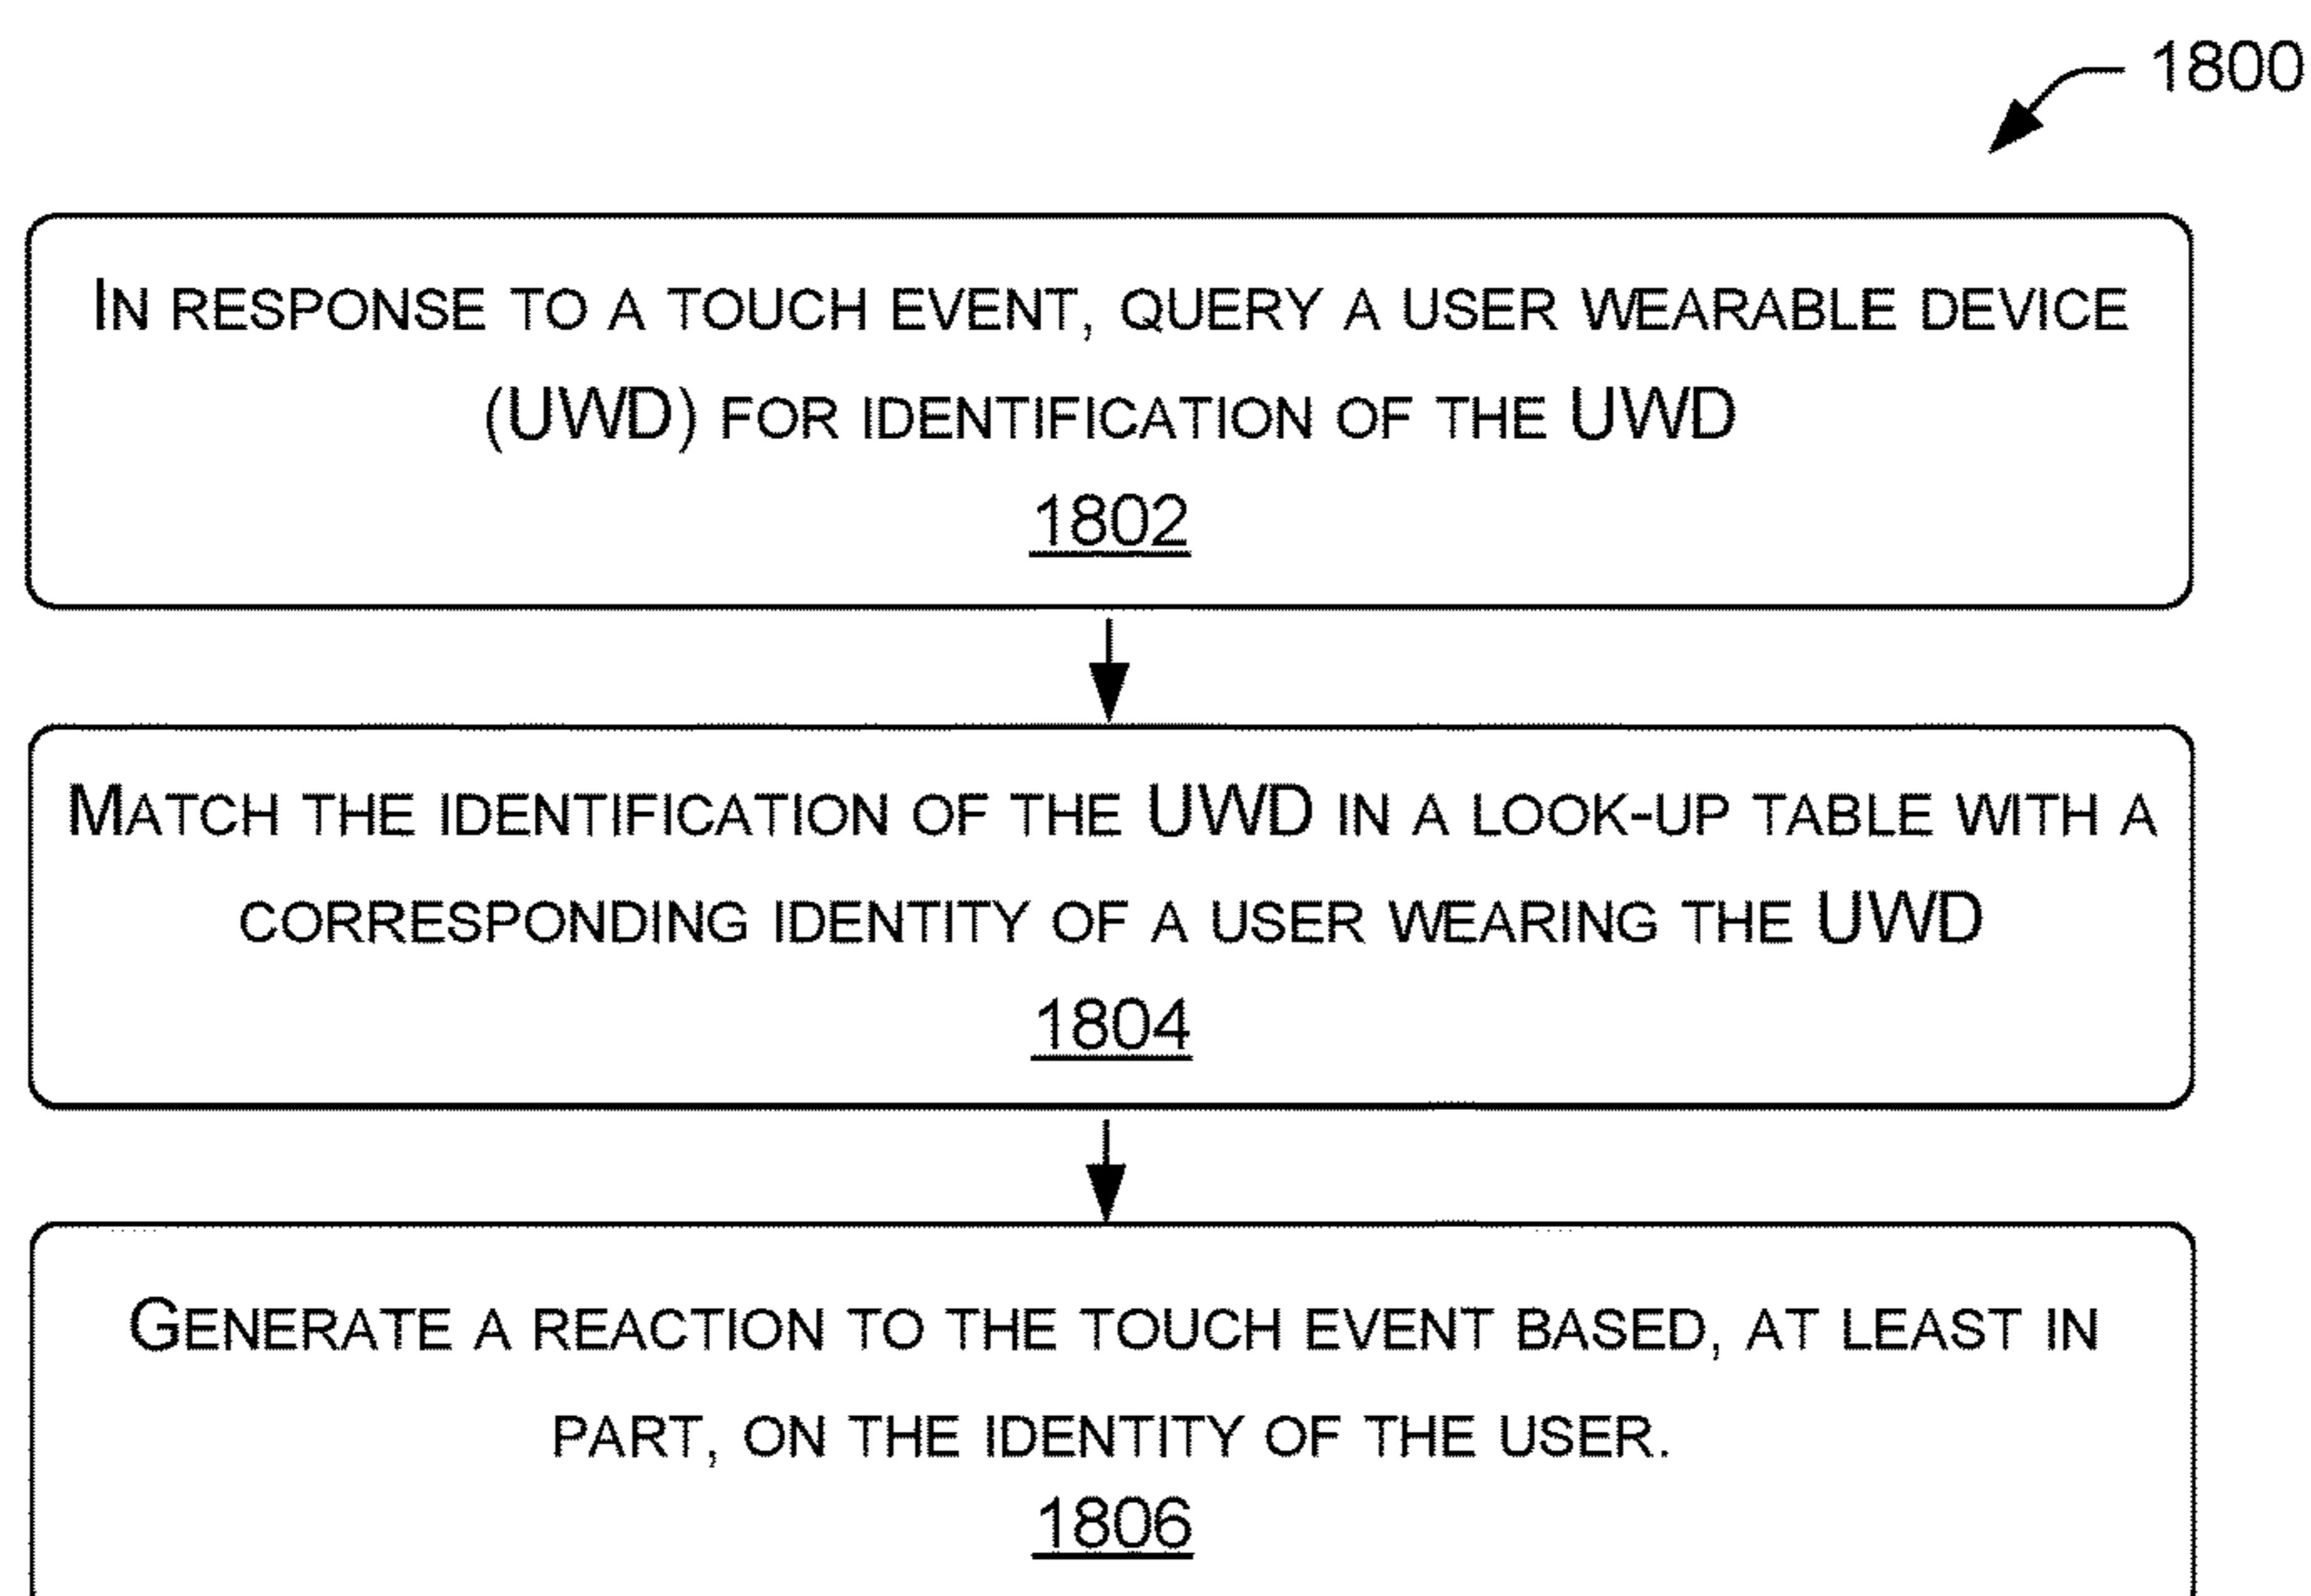 1800
IN RESPONSE TO A TOUCH EVENT, QUERY A USER WEARABLE DEVICE
(UWD) FOR IDENTIFICATION OF THE UWD
1802
MATCH THE IDENTIFICATION OF THE UWD IN A LOOK-UP TABLE WITH A
CORRESPONDING IDENTITY OF A USER WEARING THE UWD
1804
GENERATE A REACTION TO THE TOUCH EVENT BASED, AT LEAST IN
PART, ON THE IDENTITY OF THE USER.
1806